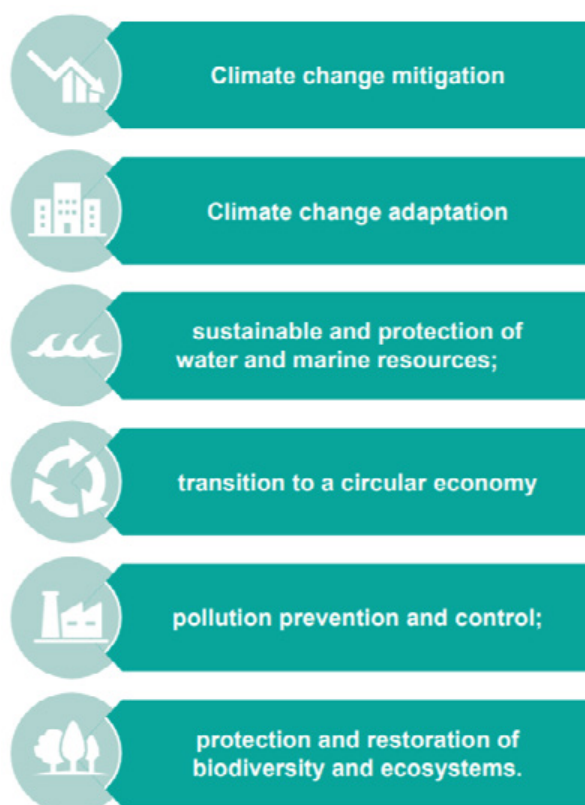 Climate change mitigation
Climate change adaptation
sustainable and protection of
water and marine resources;
transition to a circular economy
pollution prevention and control;
protection and restoration of
biodiversity and ecosystems.